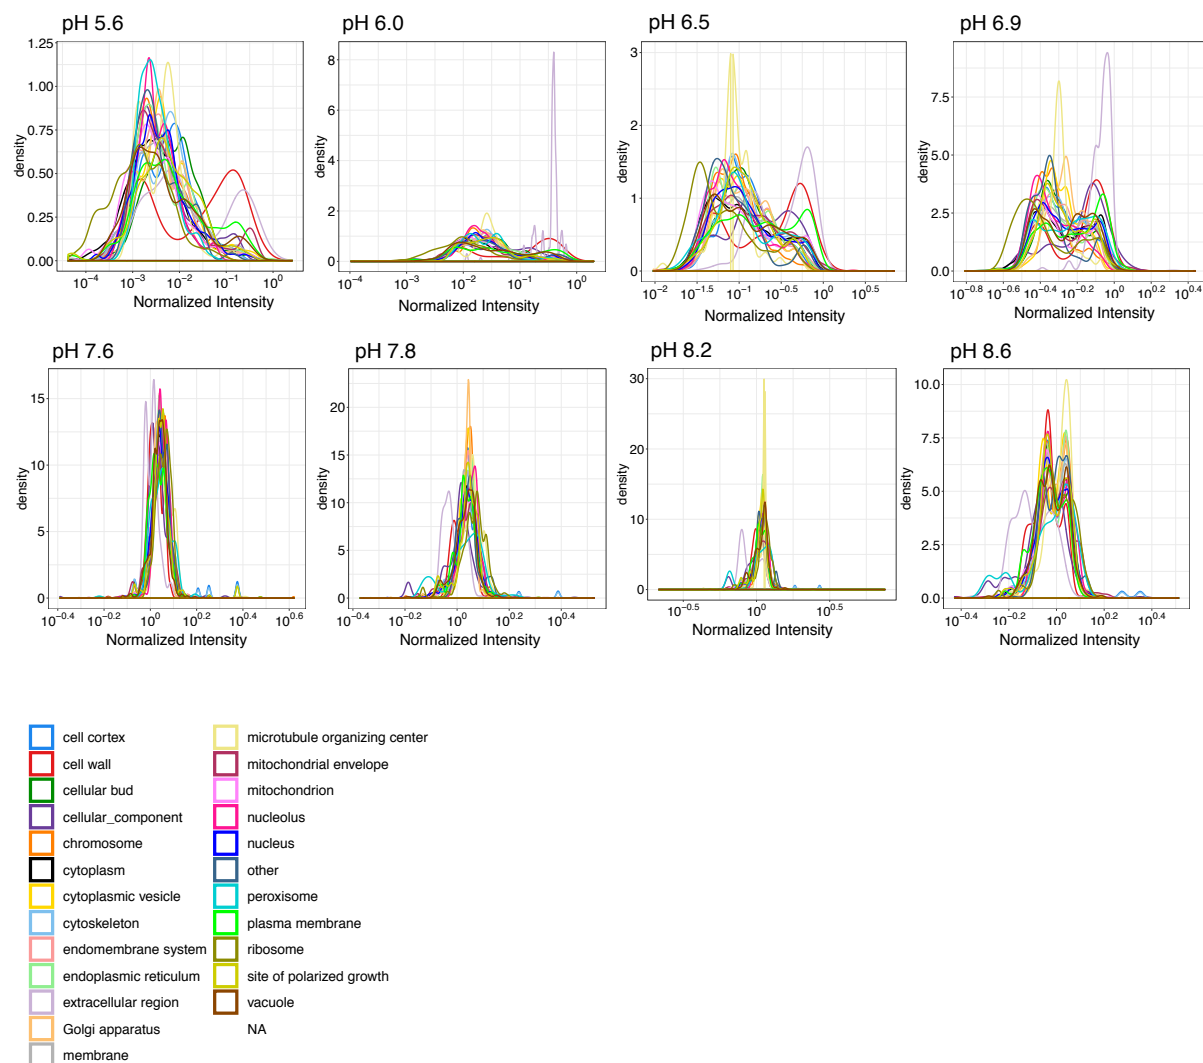 pH 5.6
pH 6.0
pH 6.5
pH 6.9
density
1.25
1.00
0.75
0.50
0.25
0.00
10−4 10−3 10−2 10−1 100
Normalized Intensity
density
8
6
4
2
0
10−4 10−3 10−2 10−1 100
Normalized Intensity
density
3
2
1
0
10−2 10−1.5 10−1 10−0.5 100 100.5
Normalized Intensity
density
7.5
5.0
2.5
0.0
10−0.8 10−0.6 10−0.4 10−0.2 100 100.2 100.4
Normalized Intensity
pH 7.6
pH 7.8
pH 8.2
pH 8.6
density
15
10
5
0
10−0.4 10−0.2 100 100.2 100.4 100.6
Normalized Intensity
density
20
15
10
5
0
10−0.4 10−0.2 100 100.2 100.4
Normalized Intensity
density
30
20
10
0
10−0.5 100 100.5
Normalized Intensity
density
10.0
7.5
5.0
2.5
0.0
10−0.4 10−0.2 100 100.2 100.4
Normalized Intensity
cell cortex
cell wall
cellular bud
cellular_component
chromosome
cytoplasm
cytoplasmic vesicle
cytoskeleton
endomembrane system
endoplasmic reticulum
extracellular region
Golgi apparatus
membrane
microtubule organizing center
mitochondrial envelope
mitochondrion
nucleolus
nucleus
other
peroxisome
plasma membrane
ribosome
site of polarized growth
vacuole
NA